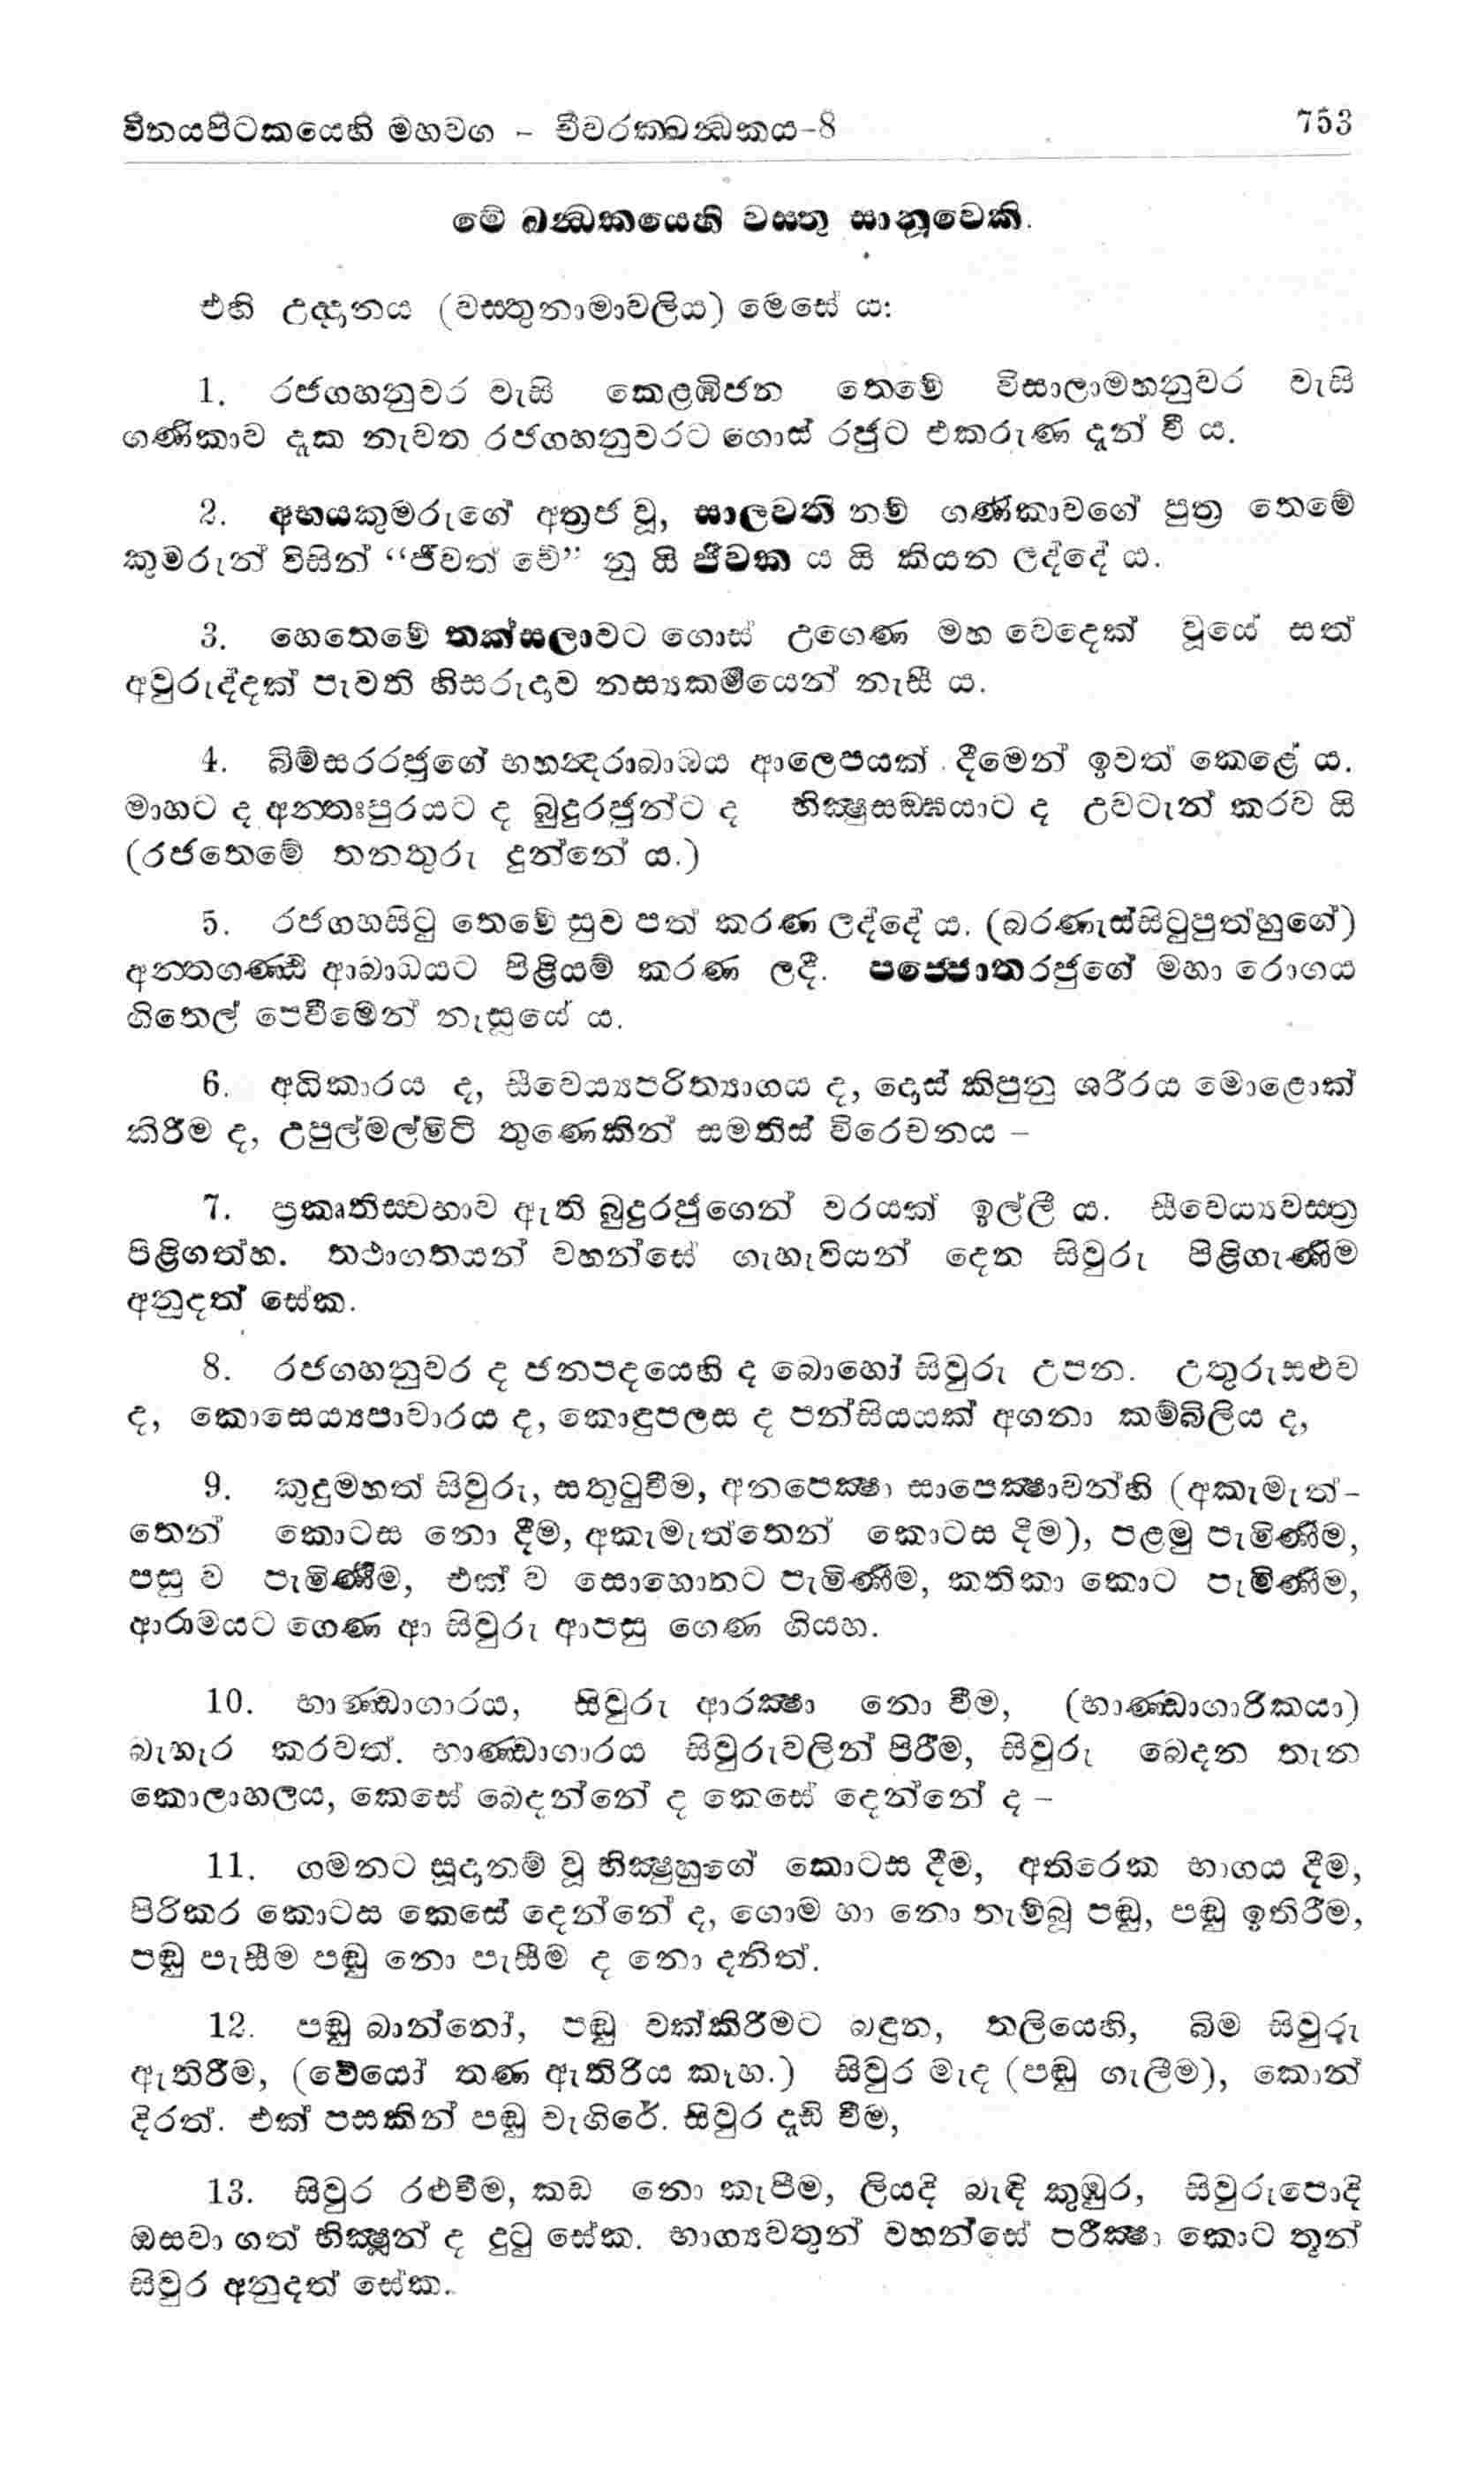 විනයපිටකයෙහි මහවග - චීවරක්ඛන්ධකය-8 753
මේ ඛන්ධකයෙහි වස්තු සානූවෙකි.
එහි උද්දානය (වස්තුනාමාවලිය) මෙසේ ය:
1. රජගහනුවර වැසි කෙළඹිජන තෙමේ විසාලාමහනුවර වැසි
ගණිකාව දැක නැවත රජගහනුවරට ගොස් රජුට එකරුණ දැන් වී ය.
2. අභයකුමරුගේ අත්‍රජ වූ, සාලවති නම් ගණිකාවගේ පුත්‍ර තෙමේ
කුමරුන් විසින් “ජීවත් වේ” නු යි ජීවක ය යි කියන ලද්දේ ය.
3. හෙතෙමේ තක්සලාවට ගොස් උගෙණ මහ වෙදෙක් වූයේ සත්
අවුරුද්දක් පැවති හිසරුදාව නස්‍යකර්මයෙන් නැසී ය.
4. බිම්සරරජුගේ භගන්දරාබාධය ආලෙපයක් දීමෙන් ඉවත් කෙළේ ය.
මාහට ද අන්තඃපුරයට ද බුදුරජුන්ට ද භික්ෂුසඞ්ඝයාට ද උවටැන් කරව යි
(රජතෙමේ තනතුරු දුන්නේ ය.)
5. රජගහසිටු තෙමේ සුව පත් කරණ ලද්දේ ය. (බරණැස්සිටුපුත්හුගේ)
අන්තගණ්ඨි ආබාධයට පිළියම් කරණ ලදී. පජ්ජොතරජුගේ මහා රොගය
ගිතෙල් පෙවීමෙන් නැසූයේ ය.
6. අධිකාරය ද, සීවෙය්‍යපරිත්‍යාගය ද, දොස් කිපුනු ශරීරය මොළොක්
කිරීම ද, උපුල්මල්මිටි තුණෙකින් සමතිස් විරෙචනය –
7. ප්‍රකෘතිස්වභාව ඇති බුදුරජුගෙන් වරයක් ඉල්ලී ය. සීවෙය්‍යවස්ත්‍ර
පිළිගත්හ. තථාගතයන් වහන්සේ ගැහැවියන් දෙන සිවුරු පිළිගැණීම
අනුදත් සේක.
8. රජගහනුවර ද ජනපදයෙහි ද බොහෝ සිවුරු උපන. උතුරුසළුව
ද, කොසෙය්‍යපාවාරය ද, කොඳුපලස ද පන්සියයක් අගනා කම්බිලිය ද,
9. කුදුමහත් සිවුරු, සතුටුවීම, අනපෙක්ෂා සාපෙක්ෂාවන්හි (අකැමැත්-
තෙන් කොටස නො දීම, අකැමැත්තෙන් කොටස දීම), පළමු පැමිණීම,
පසු ව පැමිණීම, එක් ව සොහොනට පැමිණීම, කතිකා කොට පැමිණීම,
ආරාමයට ගෙණ ආ සිවුරු ආපසු ගෙණ ගියහ.
10. භාණ්ඩාගාරය, සිවුරු ආරක්ෂා නො වීම, (භාණ්ඩාගාරිකයා)
බැහැර කරවත්. භාණ්ඩාගාරය සිවුරුවලින් පිරීම, සිවුරු බෙදන තැන
කොලාහලය, කෙසේ බෙදන්නේ ද කෙසේ දෙන්නේ ද –
11. ගමනට සූදානම් වූ භික්ෂුහුගේ කොටස දීම, අතිරෙක භාගය දීම,
පිරිකර කොටස කෙසේ දෙන්නේ ද, ගොම හා නො තැම්බූ පඬු, පඬු ඉතිරීම,
පඬු පැසීම පඬු නො පැසීම ද නො දනිත්.
12. පඬු බාන්නෝ, පඬු වක්කිරීමට බඳුන, තලියෙහි, බිම සිවුරු
ඇතිරීම, (වේයෝ තණ ඇතිරිය කෑහ.) සිවුර මැද (පඬු ගැලීම), කොන්
දිරත්. එක් පසකින් පඬු වැගිරේ. සිවුර දැඩි වීම,
13. සිවුර රළුවීම, කඩ නො කැපීම, ලියදි බැඳි කුඹුර, සිවුරුපොදි
ඔසවා ගත් භික්ෂූන් ද දුටු සේක. භාග්‍යවතුන් වහන්සේ පරීක්ෂා කොට තුන්
සිවුර අනුදත් සේක.